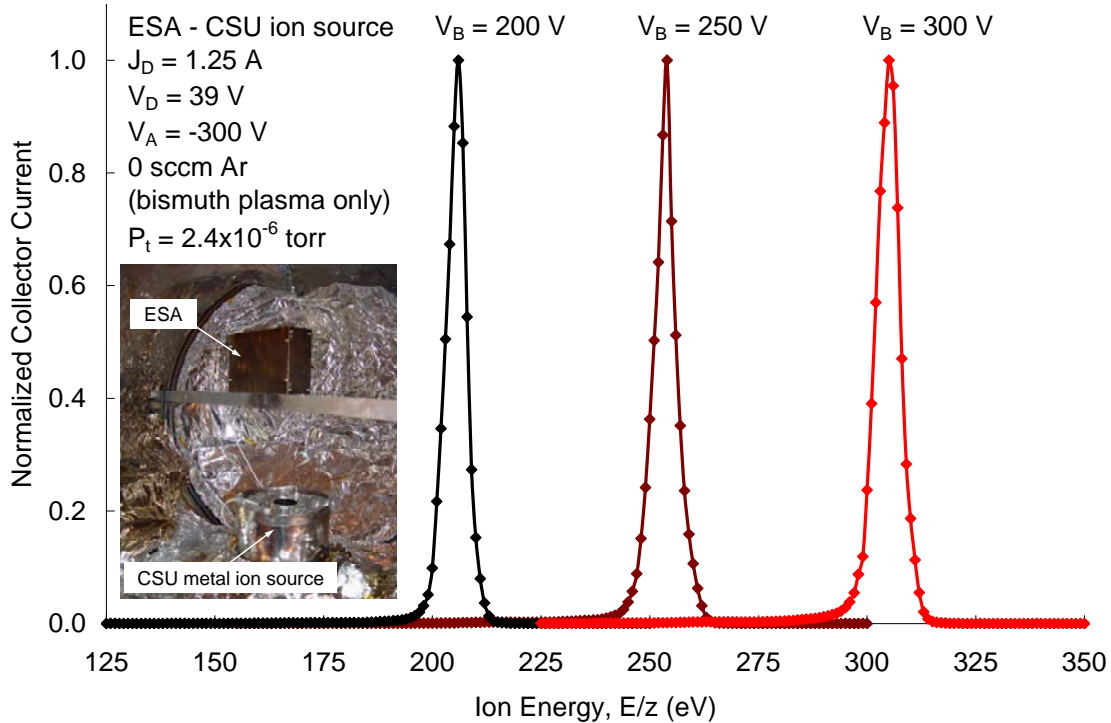 ESA - CSU ion source
J_D = 1.25 A
V_D = 39 V
V_A = -300 V
0 sccm Ar
(bismuth plasma only)
P_t = 2.4x10^-6 torr
V_B = 200 V
V_B = 250 V
V_B = 300 V
ESA
CSU metal ion source
Normalized Collector Current
1.0
0.8
0.6
0.4
0.2
0.0
125 150 175 200 225 250 275 300 325 350
Ion Energy, E/z (eV)